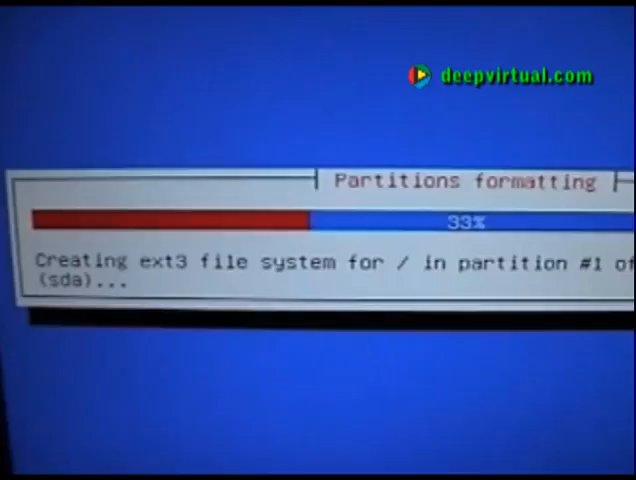 deepvirtual.com
Partitions formatting
33%
Creating ext3 file system for / in partition #1 of
(sda)...